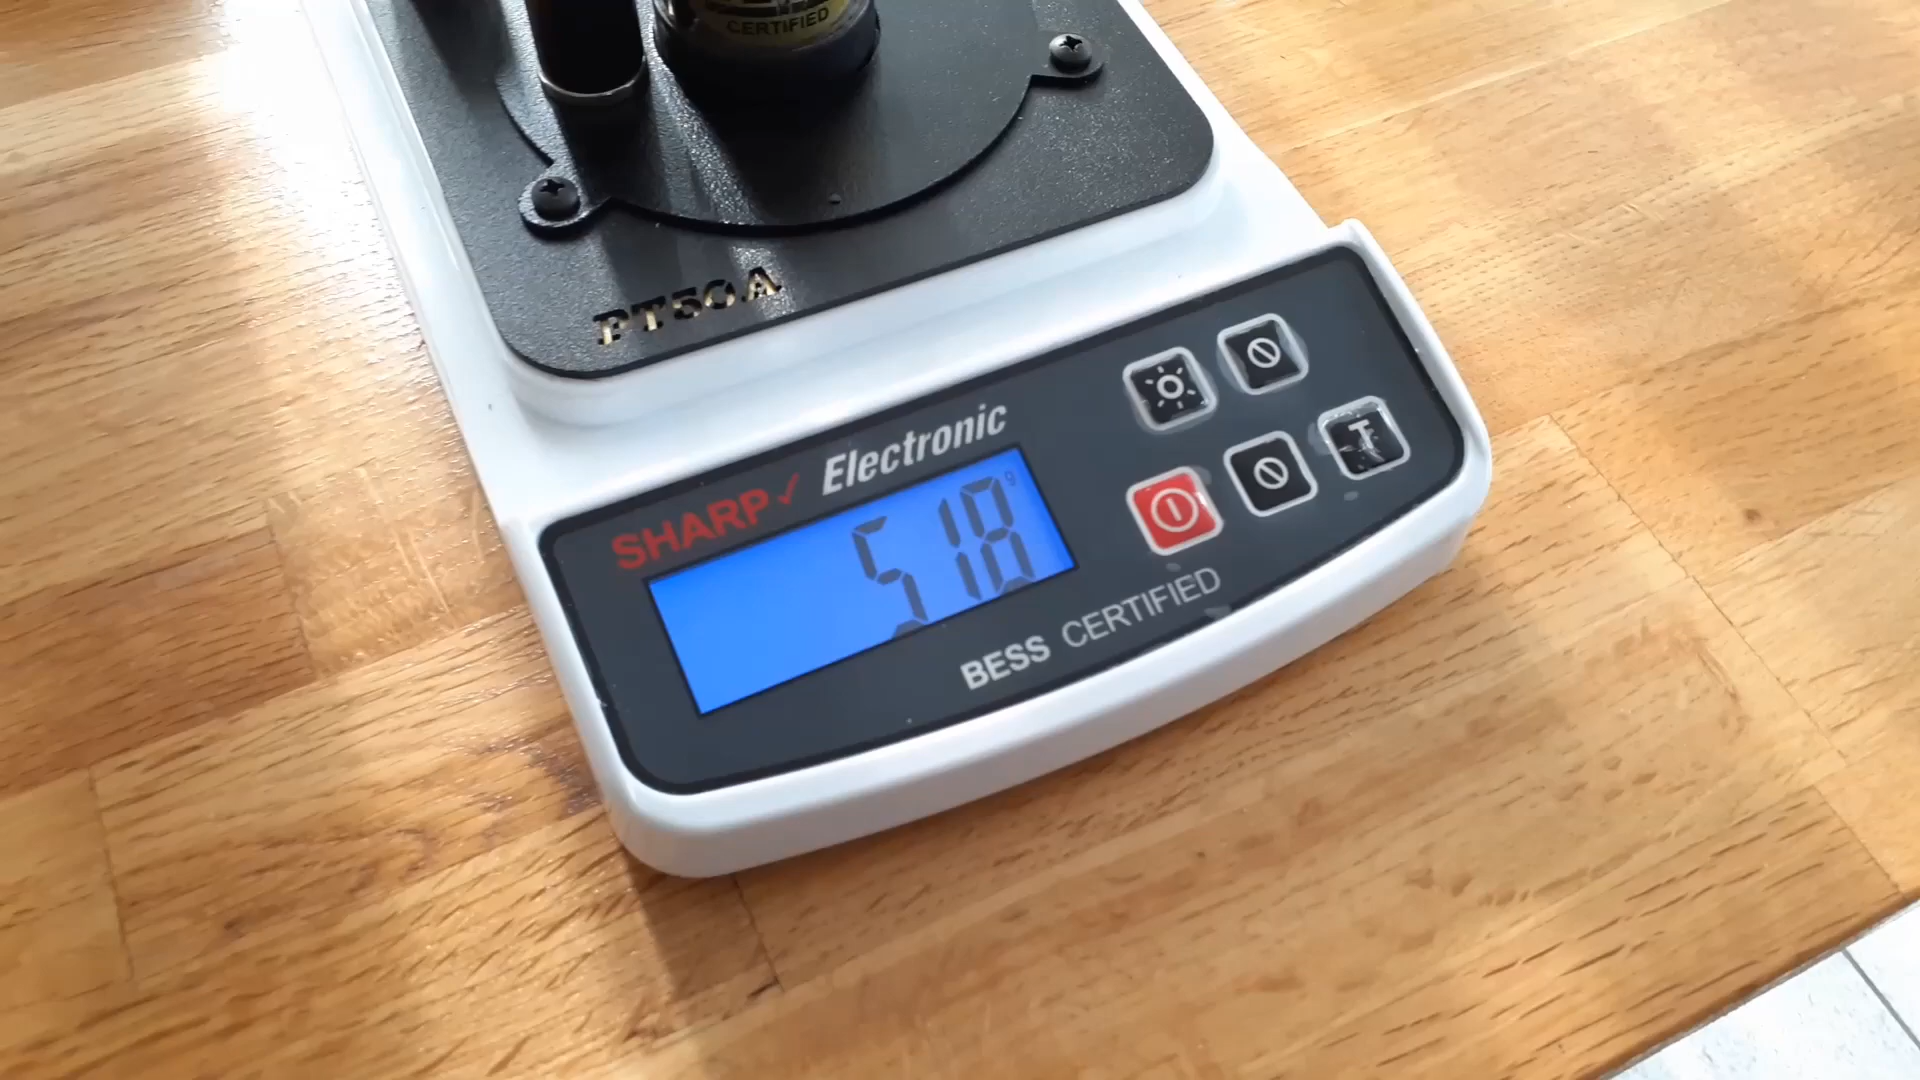 CERTIFIED
PT50A
SHARP✓ Electronic
518 g
T
BESS CERTIFIED